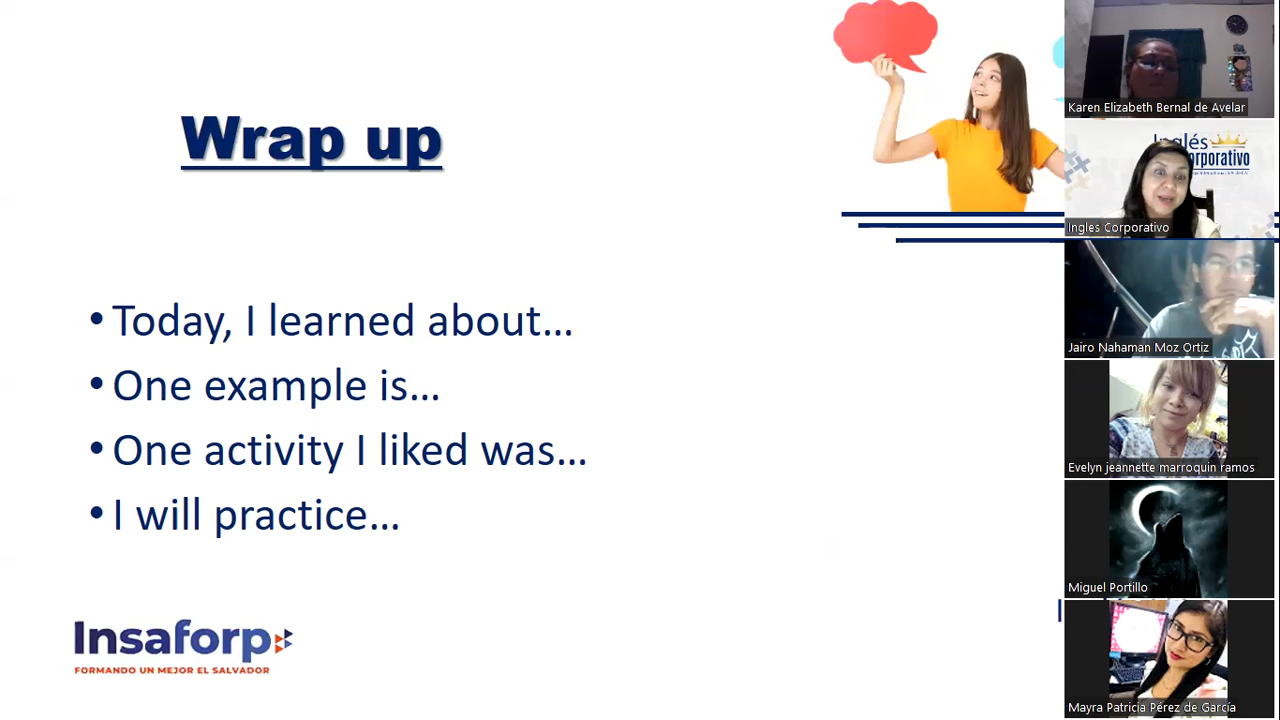 Wrap up
• Today, I learned about...
• One example is...
• One activity I liked was...
• I will practice...
Insaforp
FORMANDO UN MEJOR EL SALVADOR
Karen Elizabeth Bernal de Avelar
Inglés
Corporativo
Ingles Corporativo
Jairo Nahaman Moz Ortiz
Evelyn jeannette marroquin ramos
Miguel Portillo
Mayra Patricia Pérez de García